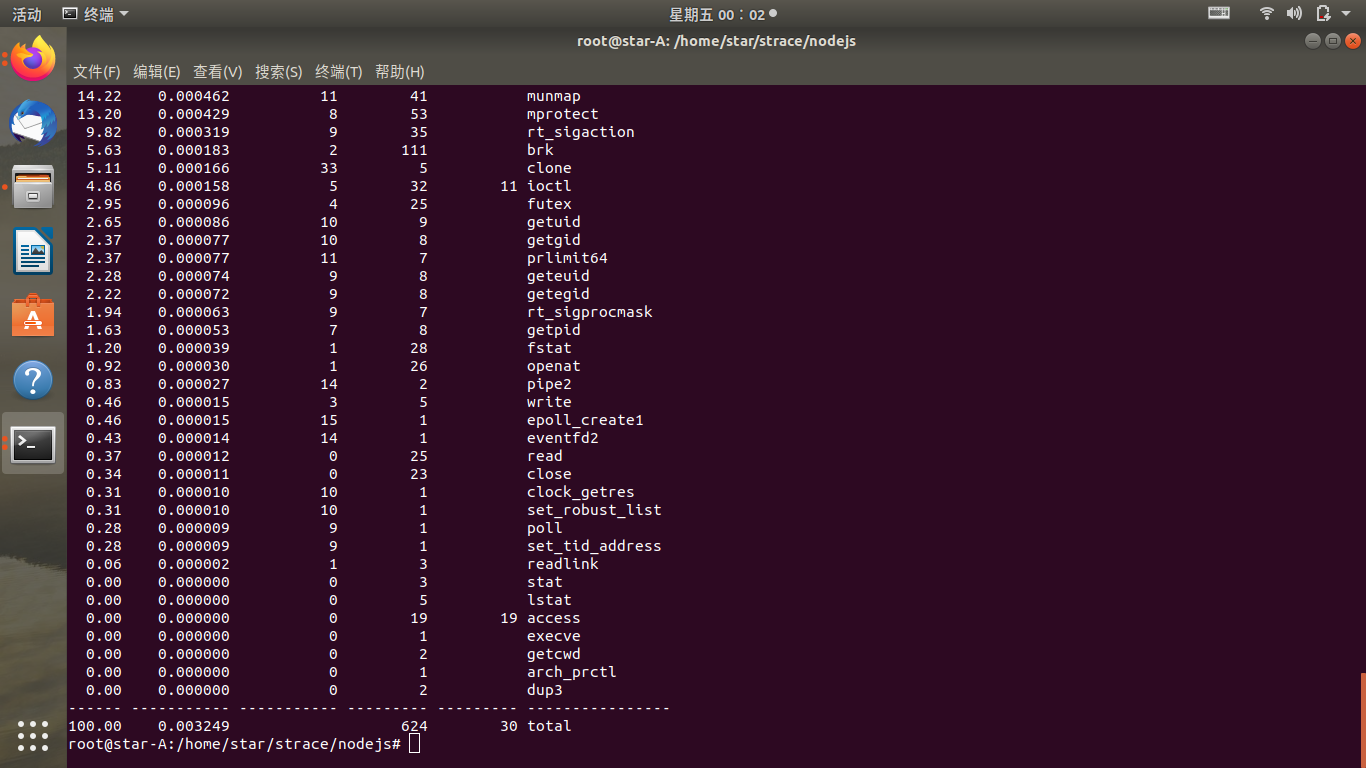 活动 终端 星期五 00：02
root@star-A: /home/star/strace/nodejs
文件(F) 编辑(E) 查看(V) 搜索(S) 终端(T) 帮助(H)
14.22 0.000462 11 41 munmap
13.20 0.000429 8 53 mprotect
9.82 0.000319 9 35 rt_sigaction
5.63 0.000183 2 111 brk
5.11 0.000166 33 5 clone
4.86 0.000158 5 32 11 ioctl
2.95 0.000096 4 25 futex
2.65 0.000086 10 9 getuid
2.37 0.000077 10 8 getgid
2.37 0.000077 11 7 prlimit64
2.28 0.000074 9 8 geteuid
2.22 0.000072 9 8 getegid
1.94 0.000063 9 7 rt_sigprocmask
1.63 0.000053 7 8 getpid
1.20 0.000039 1 28 fstat
0.92 0.000030 1 26 openat
0.83 0.000027 14 2 pipe2
0.46 0.000015 3 5 write
0.46 0.000015 15 1 epoll_create1
0.43 0.000014 14 1 eventfd2
0.37 0.000012 0 25 read
0.34 0.000011 0 23 close
0.31 0.000010 10 1 clock_getres
0.31 0.000010 10 1 set_robust_list
0.28 0.000009 9 1 poll
0.28 0.000009 9 1 set_tid_address
0.06 0.000002 1 3 readlink
0.00 0.000000 0 3 stat
0.00 0.000000 0 5 lstat
0.00 0.000000 0 19 19 access
0.00 0.000000 0 1 execve
0.00 0.000000 0 2 getcwd
0.00 0.000000 0 1 arch_prctl
0.00 0.000000 0 2 dup3
------ ----------- ----------- --------- --------- ----------------
100.00 0.003249 624 30 total
root@star-A:/home/star/strace/nodejs#